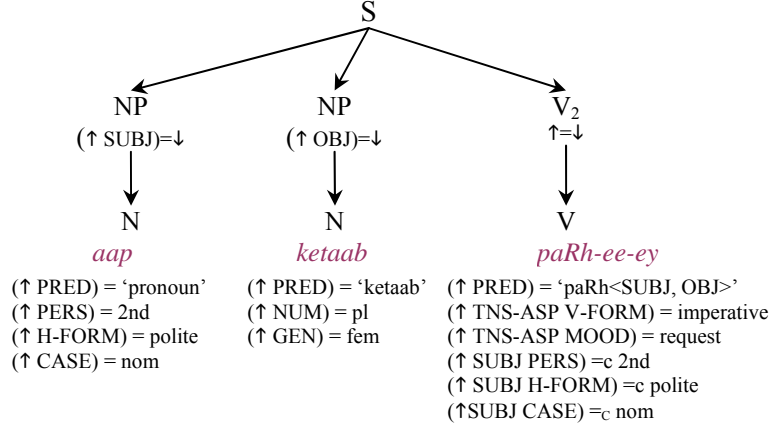 S
NP NP V₂
(↑ SUBJ)=↓ (↑ OBJ)=↓ ↑=↓
N N V
aap ketaab paRh-ee-ey
(↑ PRED) = ‘pronoun’ (↑ PRED) = ‘ketaab’ (↑ PRED) = ‘paRh<SUBJ, OBJ>’
(↑ PERS) = 2nd (↑ NUM) = pl (↑ TNS-ASP V-FORM) = imperative
(↑ H-FORM) = polite (↑ GEN) = fem (↑ TNS-ASP MOOD) = request
(↑ CASE) = nom (↑ SUBJ PERS) =c 2nd
(↑ SUBJ H-FORM) =c polite
(↑SUBJ CASE) =c nom